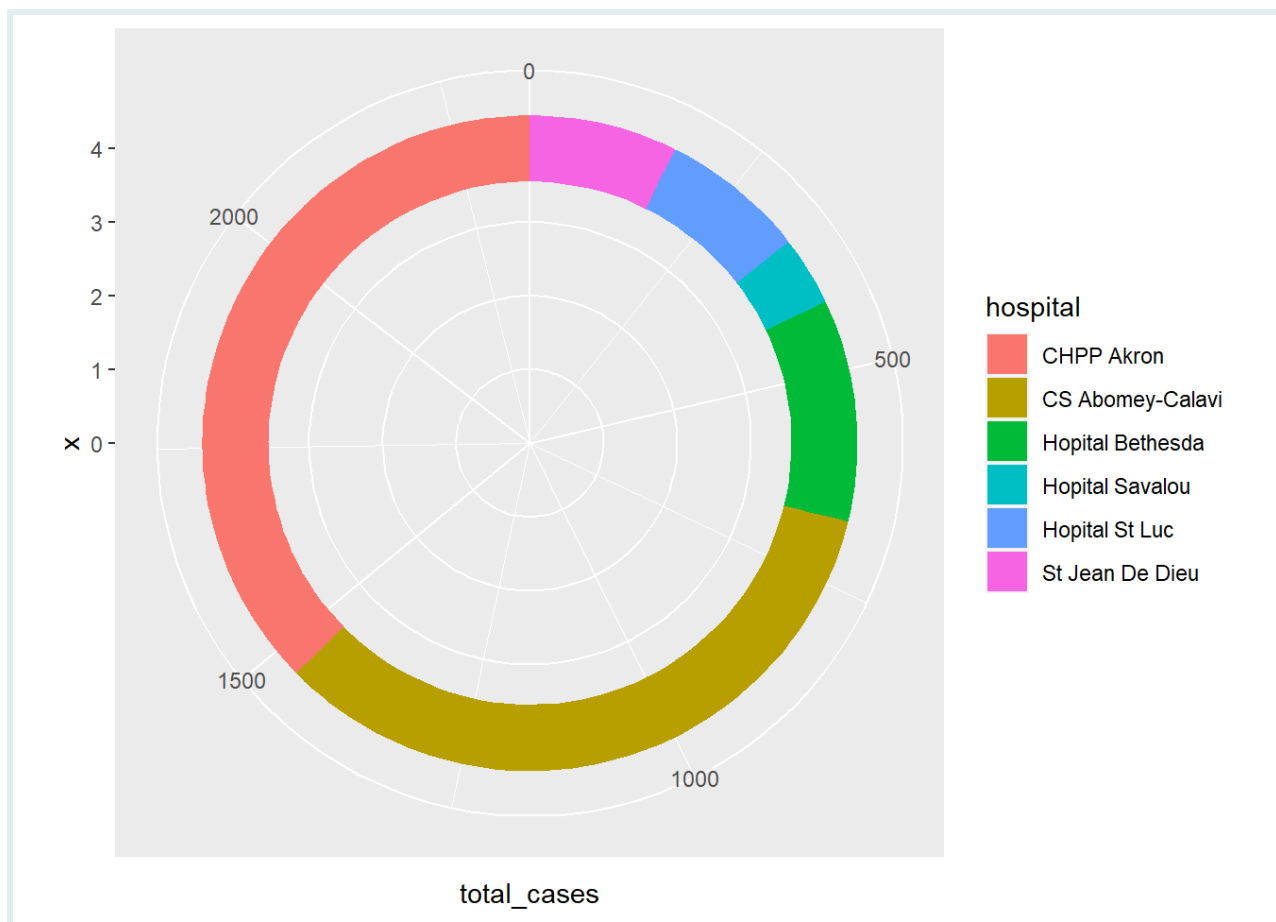 0
4
3
2
1
0
x
2000
500
1500
1000
total_cases
hospital
CHPP Akron
CS Abomey-Calavi
Hopital Bethesda
Hopital Savalou
Hopital St Luc
St Jean De Dieu